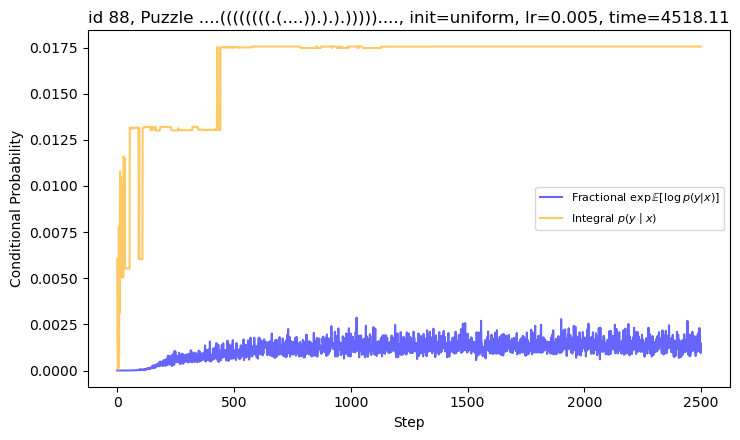 id 88, Puzzle ....((((((((.(....)).).).)))))...., init=uniform, lr=0.005, time=4518.11
Conditional Probability
0.0175
0.0150
0.0125
0.0100
0.0075
0.0050
0.0025
0.0000
Fractional exp𝔼[log p(y|x)]
Integral p(y | x)
0 500 1000 1500 2000 2500
Step